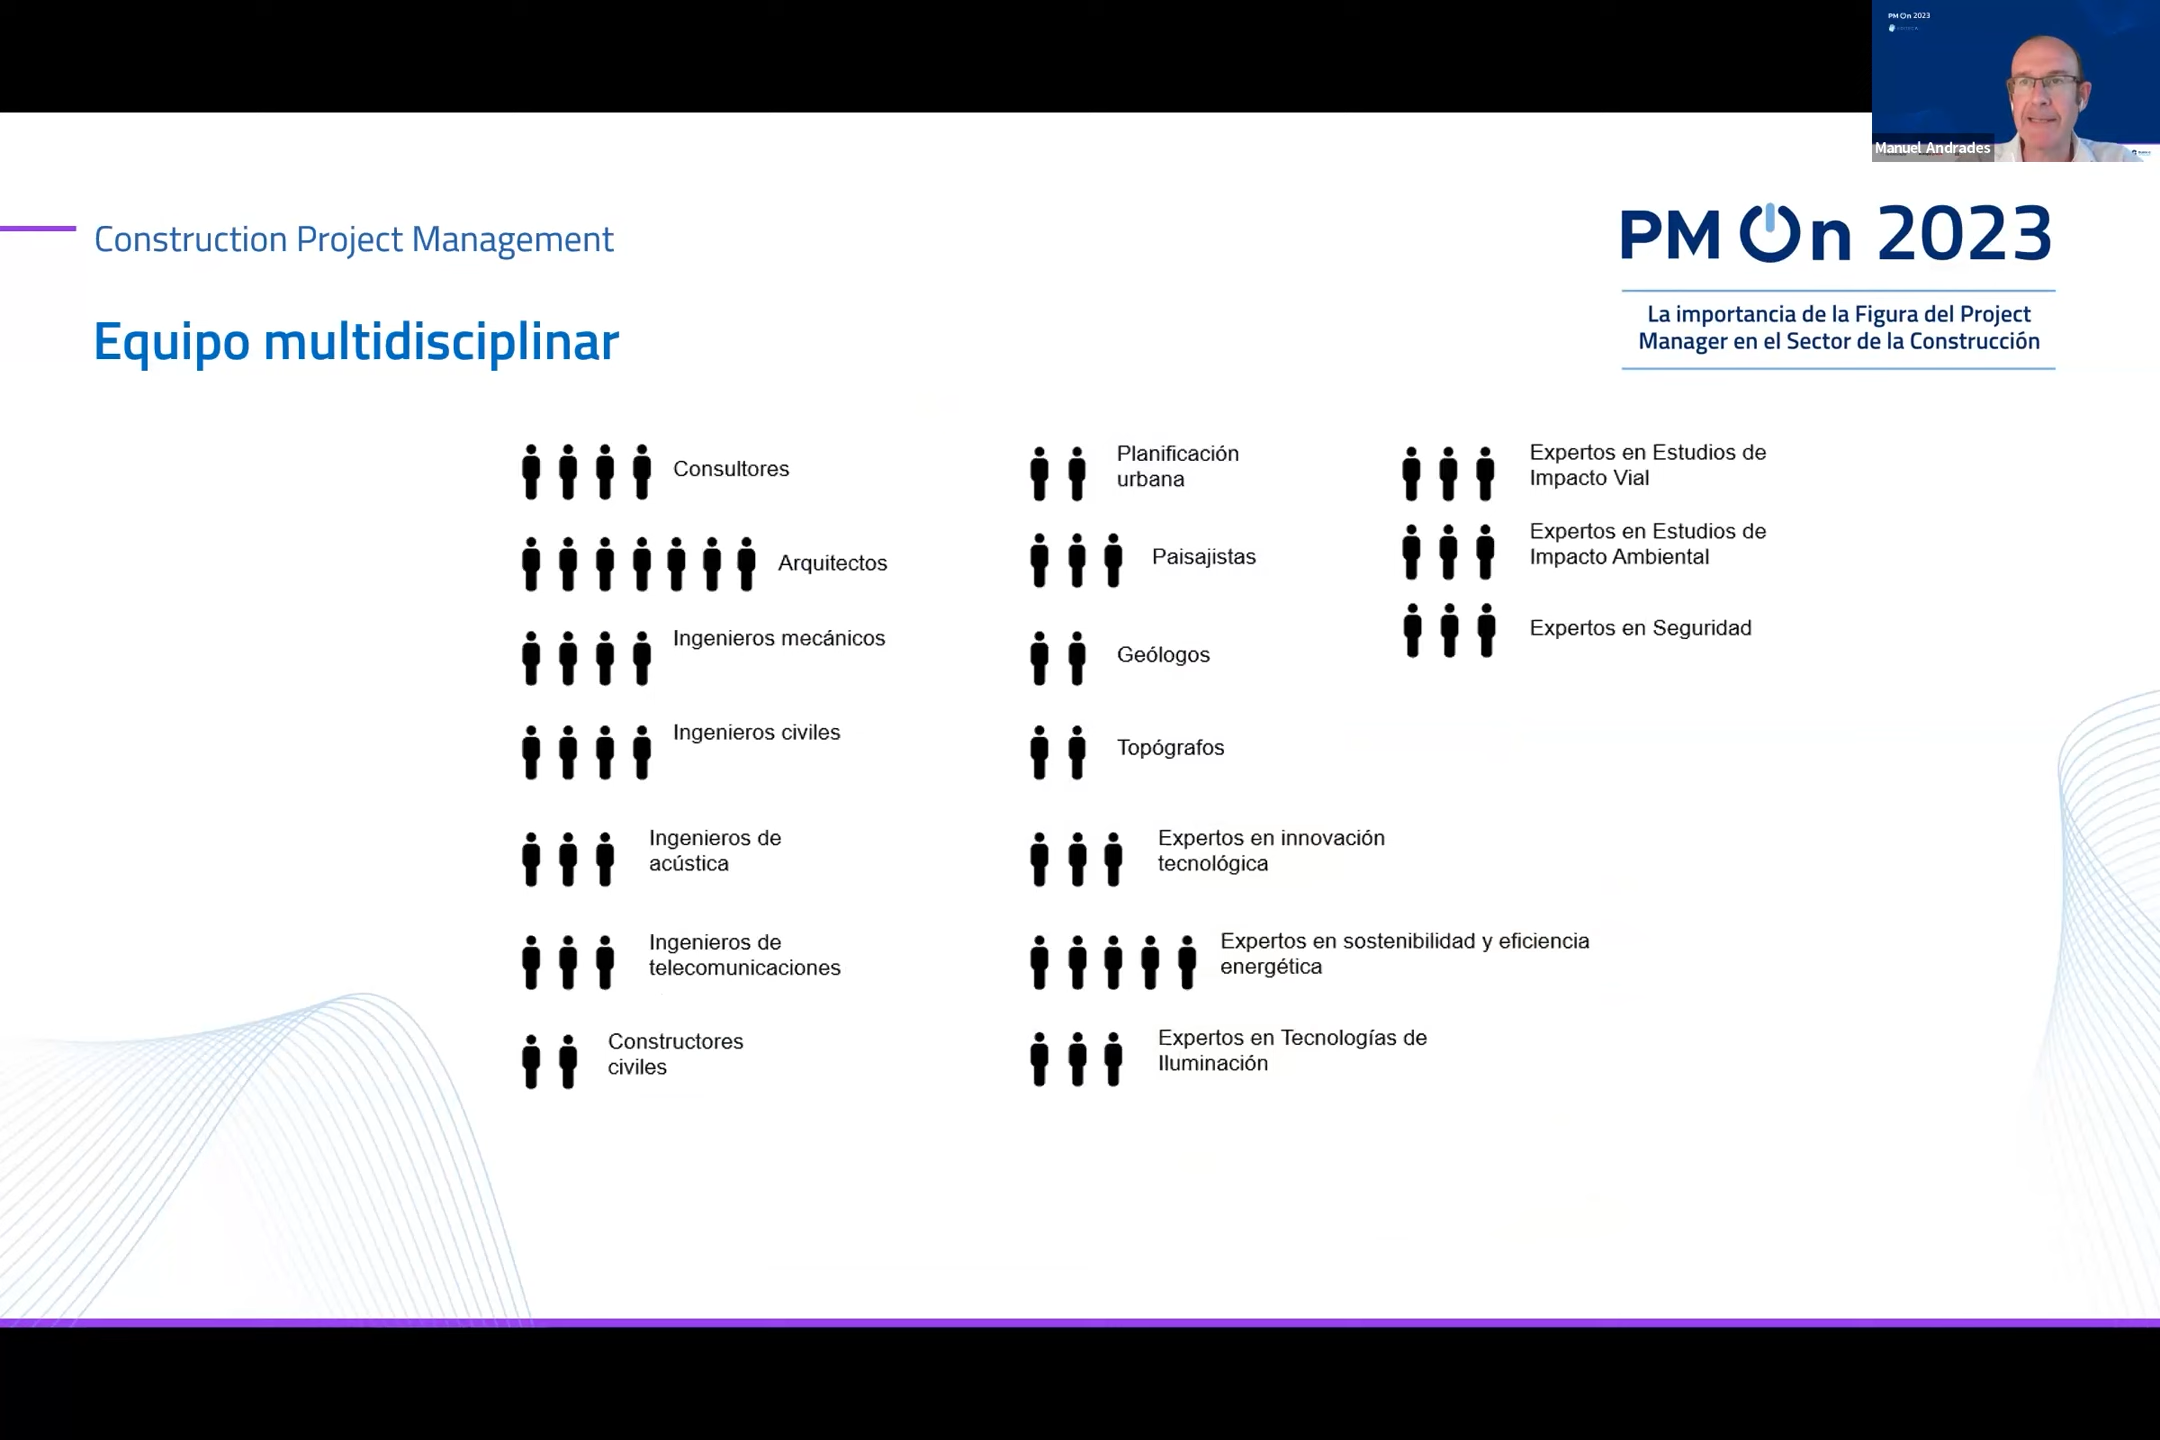 PM On 2023
Manuel Andrades
Construction Project Management
PM On 2023
La importancia de la Figura del Project
Manager en el Sector de la Construcción
Equipo multidisciplinar
Consultores
Arquitectos
Ingenieros mecánicos
Ingenieros civiles
Ingenieros de
acústica
Ingenieros de
telecomunicaciones
Constructores
civiles
Planificación
urbana
Paisajistas
Geólogos
Topógrafos
Expertos en innovación
tecnológica
Expertos en sostenibilidad y eficiencia
energética
Expertos en Tecnologías de
Iluminación
Expertos en Estudios de
Impacto Vial
Expertos en Estudios de
Impacto Ambiental
Expertos en Seguridad